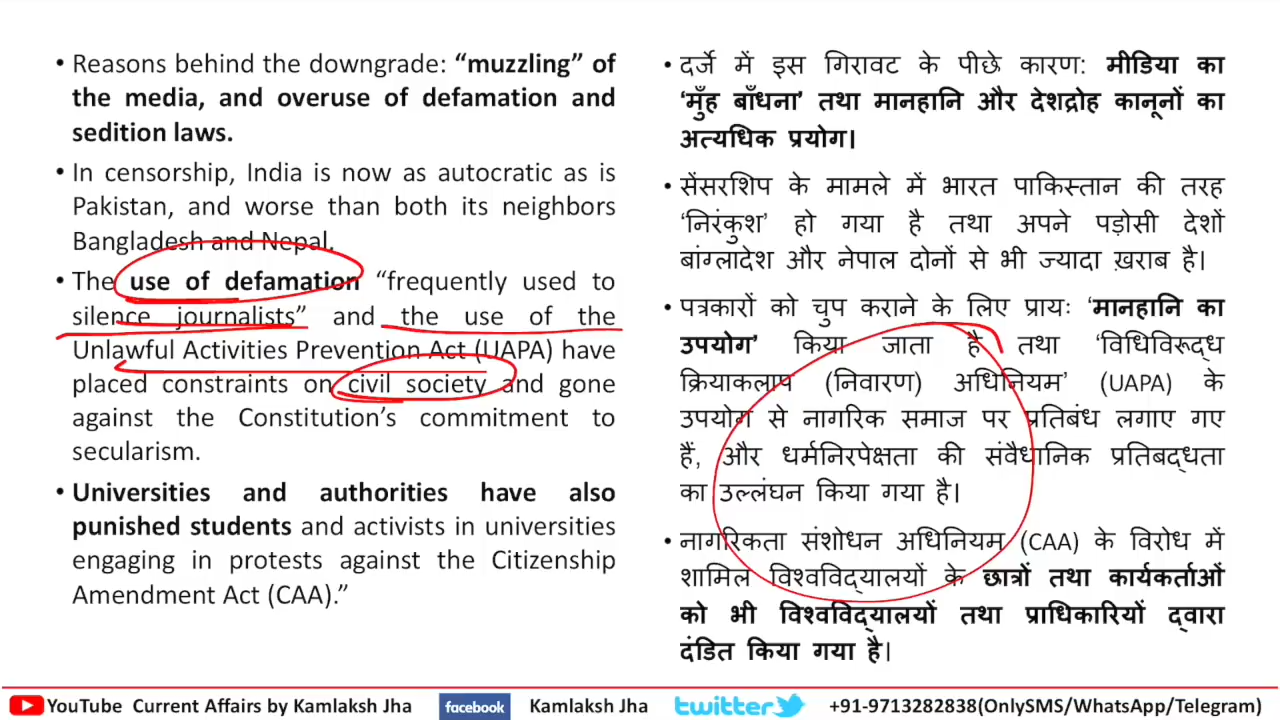 • Reasons behind the downgrade: “muzzling” of
the media, and overuse of defamation and
sedition laws.
• In censorship, India is now as autocratic as is
Pakistan, and worse than both its neighbors
Bangladesh and Nepal.
• The use of defamation “frequently used to
silence journalists” and the use of the
Unlawful Activities Prevention Act (UAPA) have
placed constraints on civil society and gone
against the Constitution’s commitment to
secularism.
• Universities and authorities have also
punished students and activists in universities
engaging in protests against the Citizenship
Amendment Act (CAA).”
• दर्जे में इस गिरावट के पीछे कारण: मीडिया का
‘मुँह बाँधना’ तथा मानहानि और देशद्रोह कानूनों का
अत्यधिक प्रयोग।
• सेंसरशिप के मामले में भारत पाकिस्तान की तरह
‘निरंकुश’ हो गया है तथा अपने पड़ोसी देशों
बांग्लादेश और नेपाल दोनों से भी ज्यादा ख़राब है।
• पत्रकारों को चुप कराने के लिए प्रायः ‘मानहानि का
उपयोग’ किया जाता है तथा ‘विधिविरूद्ध
क्रियाकलाप (निवारण) अधिनियम’ (UAPA) के
उपयोग से नागरिक समाज पर प्रतिबंध लगाए गए
हैं, और धर्मनिरपेक्षता की संवैधानिक प्रतिबद्धता
का उल्लंघन किया गया है।
• नागरिकता संशोधन अधिनियम (CAA) के विरोध में
शामिल विश्वविद्यालयों के छात्रों तथा कार्यकर्ताओं
को भी विश्वविद्यालयों तथा प्राधिकारियों द्वारा
दंडित किया गया है।
YouTube Current Affairs by Kamlaksh Jha facebook Kamlaksh Jha twitter +91-9713282838(OnlySMS/WhatsApp/Telegram)